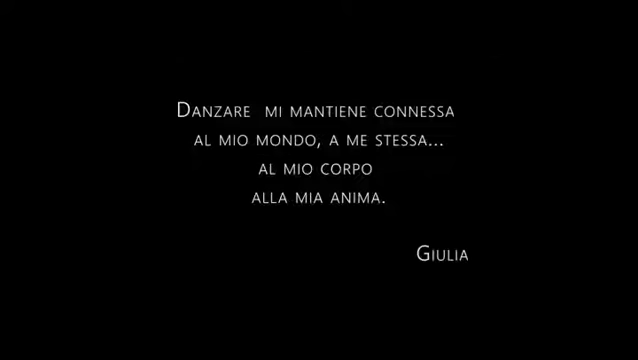 Danzare mi mantiene connessa
al mio mondo, a me stessa...
al mio corpo
alla mia anima.
Giulia